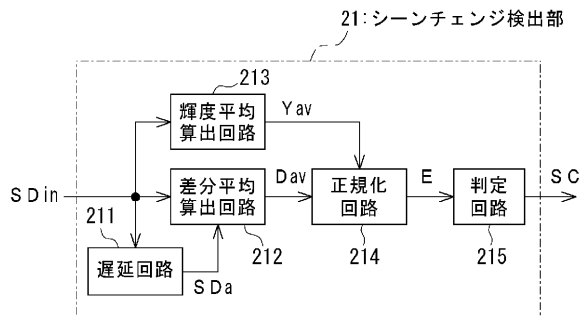 21:シーンチェンジ検出部
213
輝度平均
算出回路
Yav
SDin
差分平均
算出回路
212
Dav
正規化
回路
214
E
判定
回路
215
SC
211
遅延回路
SDa